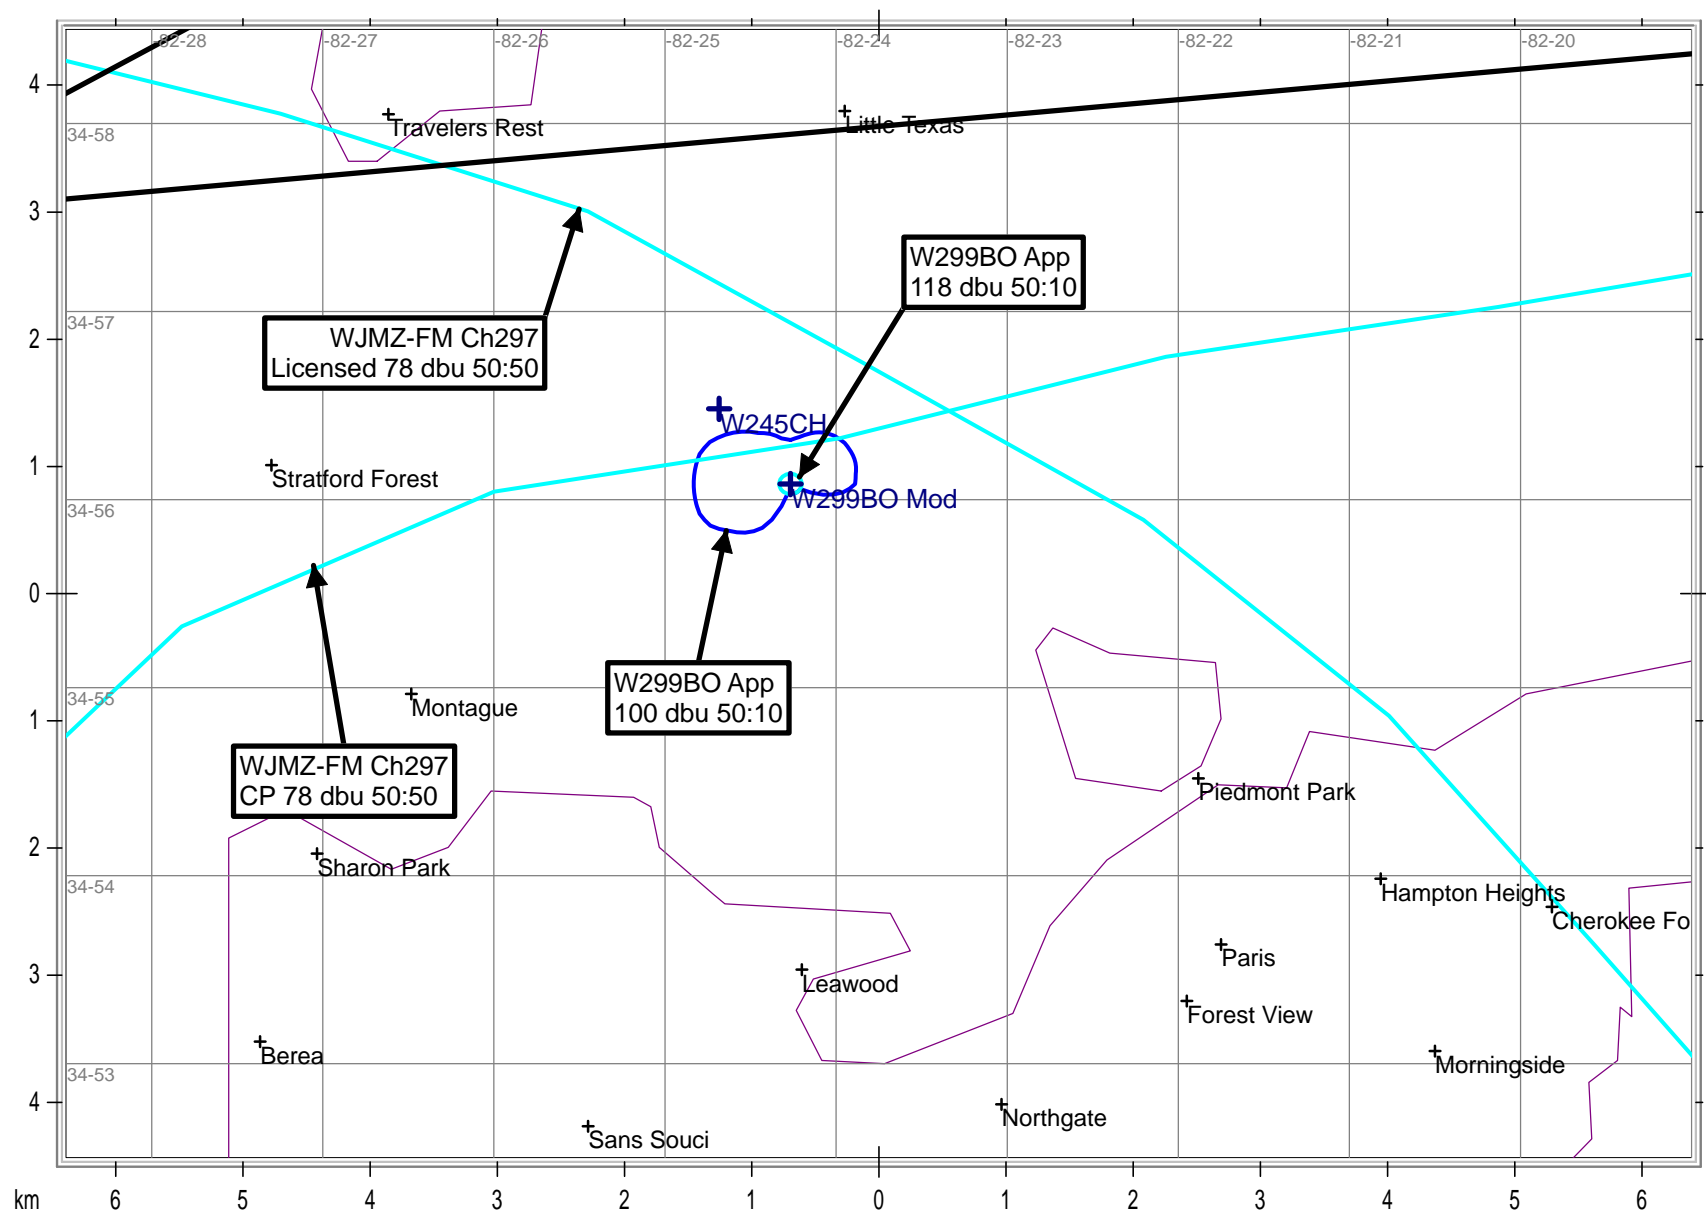 -82-28
-82-27
-82-26
-82-25
-82-24
-82-23
-82-22
-82-21
-82-20
4
34-58
Travelers Rest
Little Texas
3
W299BO App
118 dbu 50:10
34-57
2
WJMZ-FM Ch297
Licensed 78 dbu 50:50
W245CH
1
Stratford Forest
W299BO Mod
34-56
0
W299BO App
100 dbu 50:10
34-55
Montague
1
WJMZ-FM Ch297
CP 78 dbu 50:50
Piedmont Park
2
Sharon Park
34-54
Hampton Heights
Cherokee Fo
3
Paris
Leawood
Forest View
Berea
Morningside
34-53
4
Northgate
Sans Souci
km
6
5
4
3
2
1
0
1
2
3
4
5
6